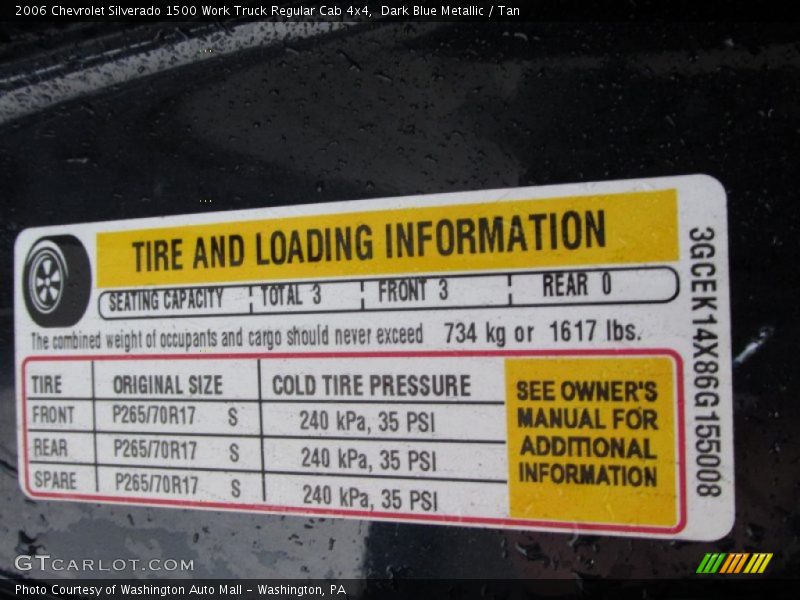 2006 Chevrolet Silverado 1500 Work Truck Regular Cab 4x4, Dark Blue Metallic / Tan
TIRE AND LOADING INFORMATION
SEATING CAPACITY TOTAL 3 FRONT 3 REAR 0
The combined weight of occupants and cargo should never exceed 734 kg or 1617 lbs.
TIRE ORIGINAL SIZE COLD TIRE PRESSURE
FRONT P265/70R17 S 240 kPa, 35 PSI
REAR P265/70R17 S 240 kPa, 35 PSI
SPARE P265/70R17 S 240 kPa, 35 PSI
SEE OWNER'S
MANUAL FOR
ADDITIONAL
INFORMATION
3GCEK14X86G155008
GTCARLOT.COM
Photo Courtesy of Washington Auto Mall - Washington, PA